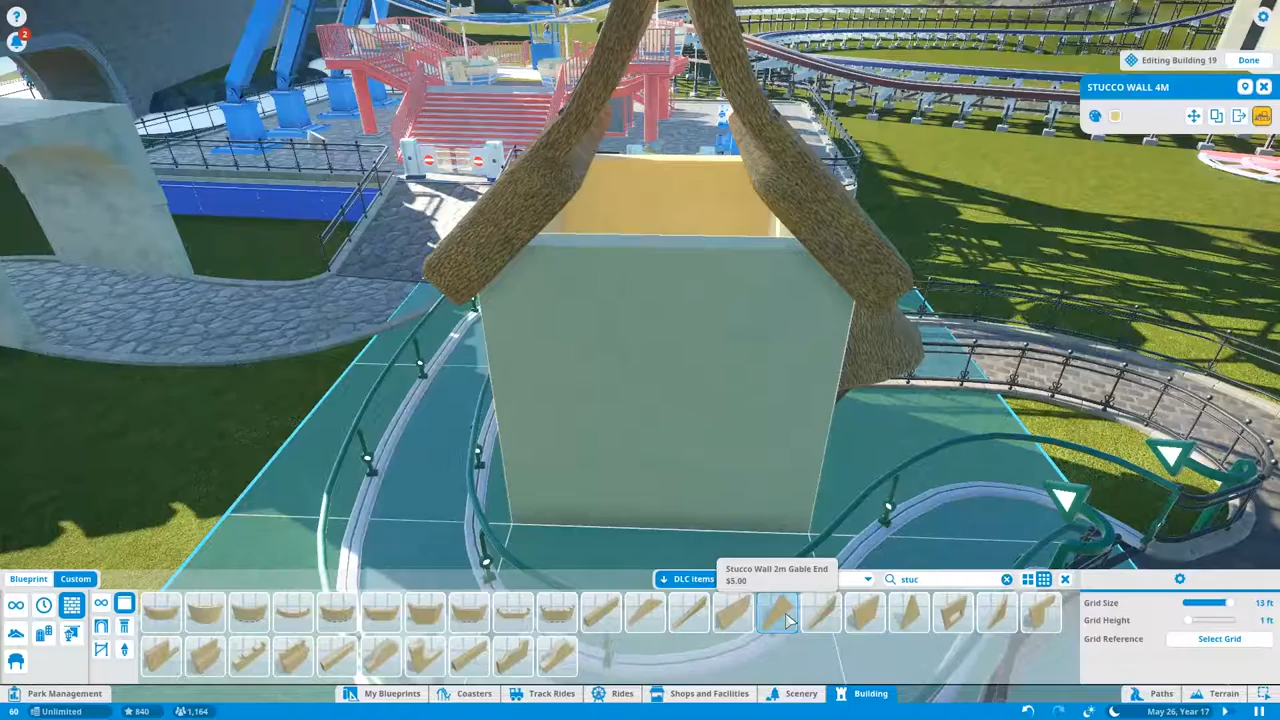 ?
2
Editing Building 19 Done
STUCCO WALL 4M
Stucco Wall 2m Gable End
$5.00
Blueprint Custom
DLC items
stuc
Grid Size 13 ft
Grid Height 1 ft
Grid Reference Select Grid
Park Management
My Blueprints
Coasters
Track Rides
Rides
Shops and Facilities
Scenery
Building
Paths
Terrain
60 Unlimited 840 1,164
May 26, Year 17